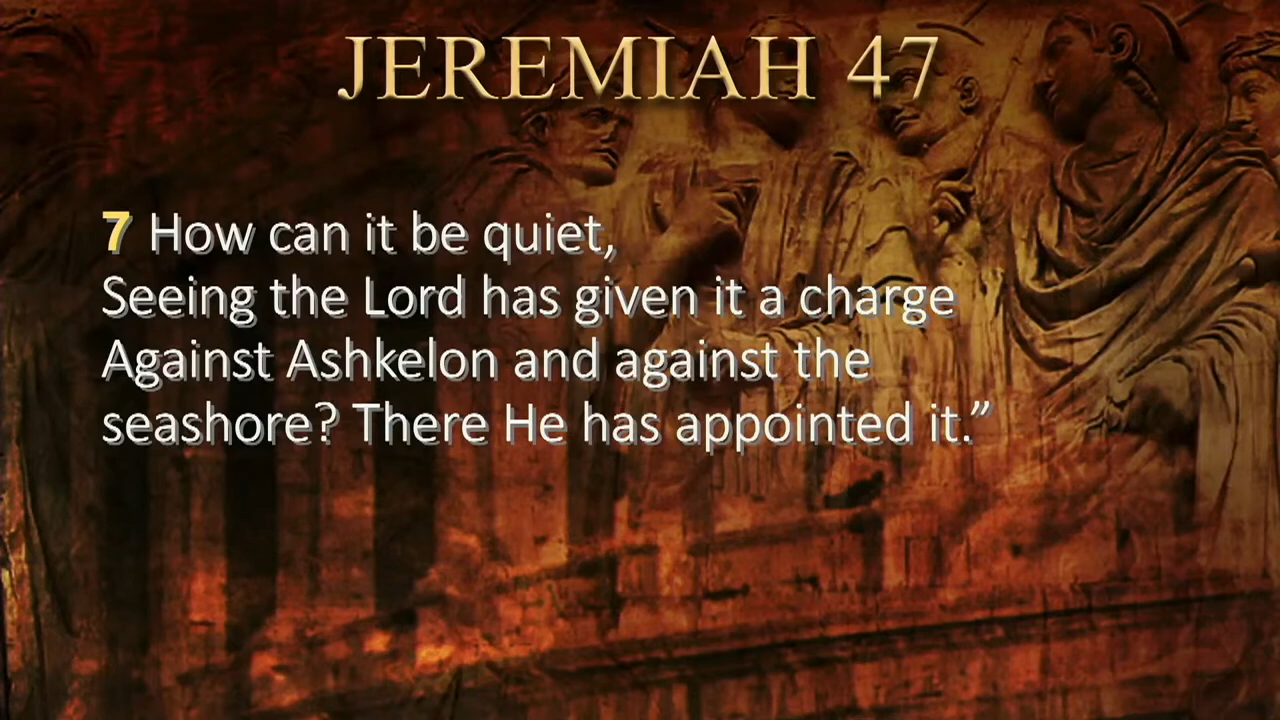 JEREMIAH 47
7 How can it be quiet,
Seeing the Lord has given it a charge
Against Ashkelon and against the
seashore? There He has appointed it.”